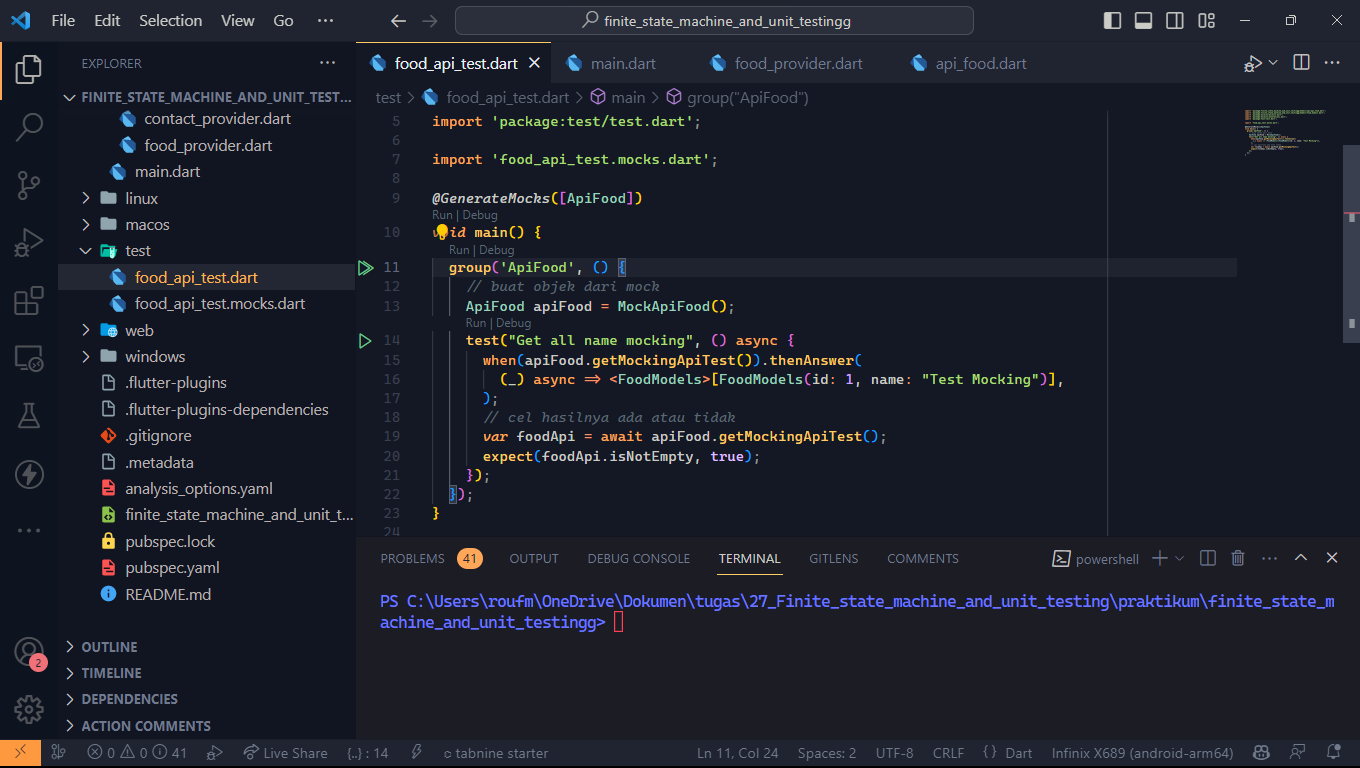 File Edit Selection View Go ··· finite_state_machine_and_unit_testingg
EXPLORER ···
FINITE_STATE_MACHINE_AND_UNIT_TEST...
contact_provider.dart
food_provider.dart
main.dart
linux
macos
test
food_api_test.dart
food_api_test.mocks.dart
web
windows
.flutter-plugins
.flutter-plugins-dependencies
.gitignore
.metadata
analysis_options.yaml
finite_state_machine_and_unit_t...
pubspec.lock
pubspec.yaml
README.md
OUTLINE
TIMELINE
DEPENDENCIES
ACTION COMMENTS
2
food_api_test.dart main.dart food_provider.dart api_food.dart
test > food_api_test.dart > main > group("ApiFood")
5 import 'package:test/test.dart';
6
7 import 'food_api_test.mocks.dart';
8
9 @GenerateMocks([ApiFood])
Run | Debug
10 void main() {
Run | Debug
11 group('ApiFood', () {
12 // buat objek dari mock
13 ApiFood apiFood = MockApiFood();
Run | Debug
14 test("Get all name mocking", () async {
15 when(apiFood.getMockingApiTest()).thenAnswer(
16 (_) async => <FoodModels>[FoodModels(id: 1, name: "Test Mocking")],
17 );
18 // cel hasilnya ada atau tidak
19 var foodApi = await apiFood.getMockingApiTest();
20 expect(foodApi.isNotEmpty, true);
21 });
22 });
23 }
24
PROBLEMS 41 OUTPUT DEBUG CONSOLE TERMINAL GITLENS COMMENTS powershell
PS C:\Users\roufm\OneDrive\Dokumen\tugas\27_Finite_state_machine_and_unit_testing\praktikum\finite_state_m
achine_and_unit_testingg>
0 0 41 Live Share {..} : 14 tabnine starter Ln 11, Col 24 Spaces: 2 UTF-8 CRLF {} Dart Infinix X689 (android-arm64)